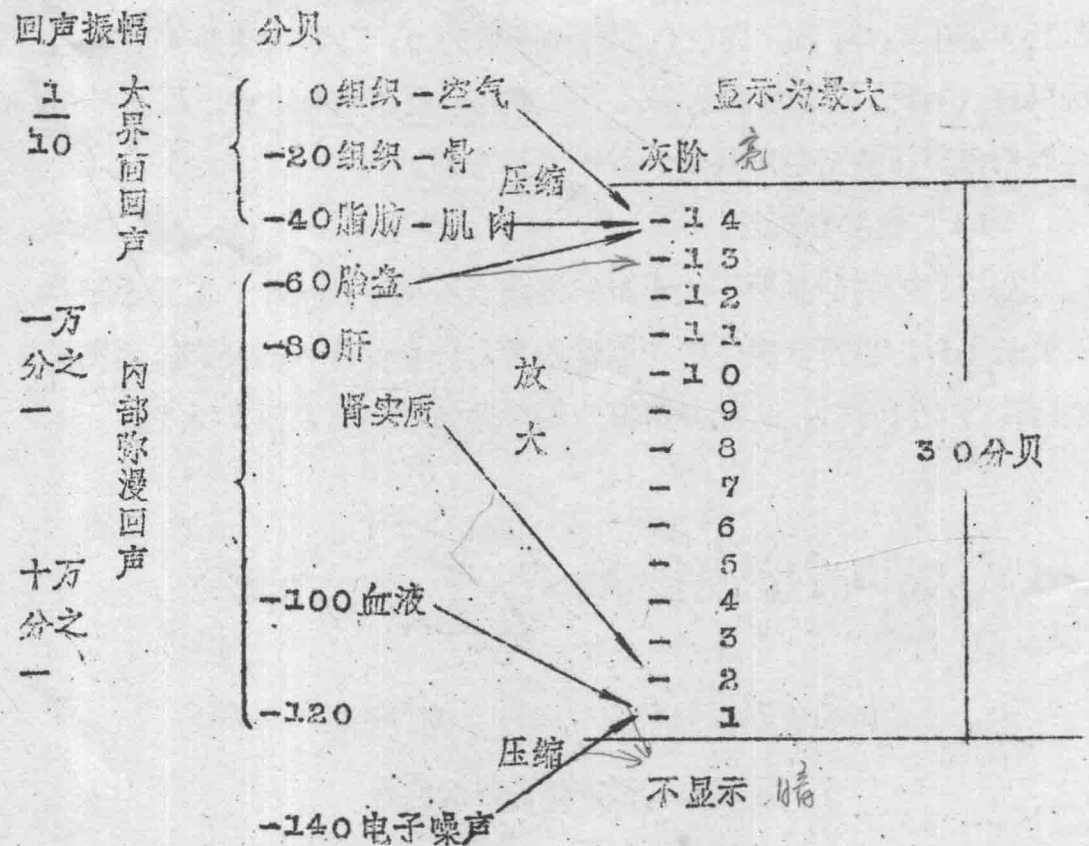 回声振幅 分贝
1/10
大界面回声
0组织-空气 显示为最大
-20组织-骨 压缩 灰阶 亮
-40脂肪-肌肉 -14
-13
-60胎盘 -12
一万分之一
-80肝 -11
内部弥漫回声
放大 -10
肾实质 -9
-8 30分贝
-7
-6
-5
十万分之一
-100血液 -4
-3
-2
-120 -1
压缩
不显示 暗
-140电子噪声